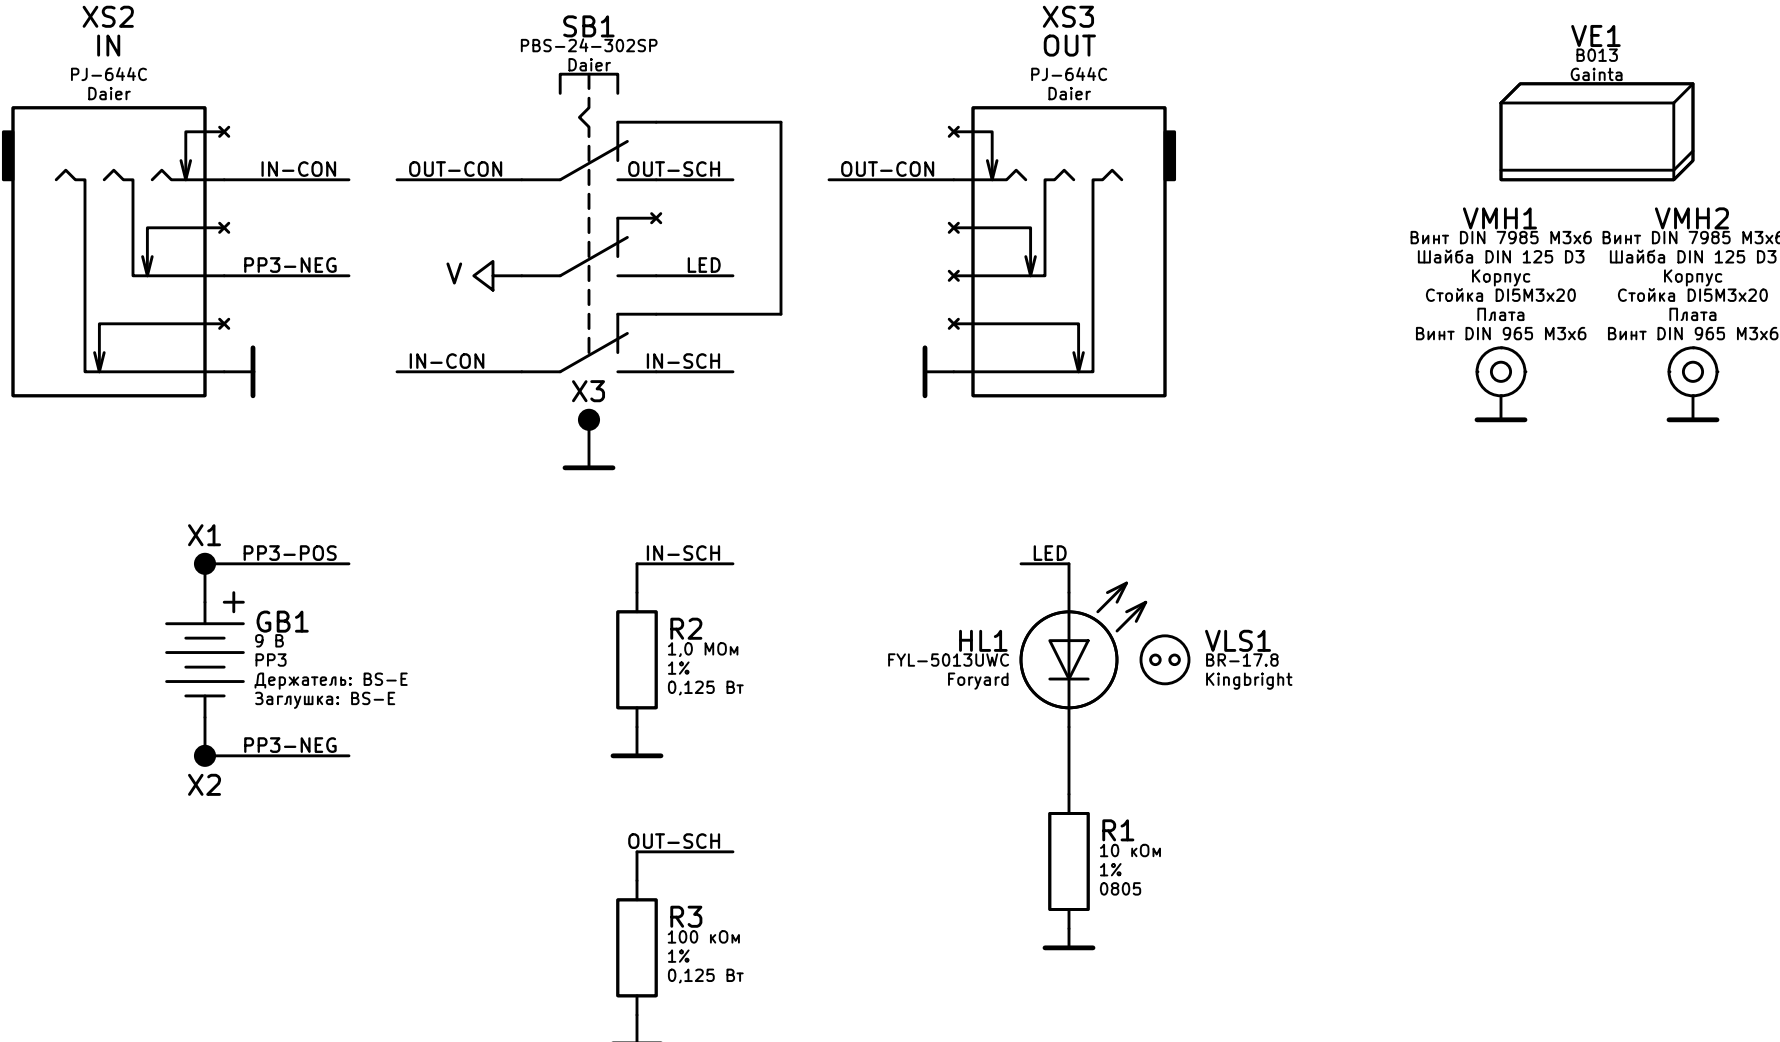 XS2
IN
PJ-644C
Daier
IN-CON
PP3-NEG
SB1
PBS-24-302SP
Daier
OUT-CON
OUT-SCH
V
LED
IN-CON
IN-SCH
X3
XS3
OUT
PJ-644C
Daier
OUT-CON
VE1
B013
Gainta
VMH1
Винт DIN 7985 М3х6
Шайба DIN 125 D3
Корпус
Стойка DI5M3x20
Плата
Винт DIN 965 М3х6
VMH2
Винт DIN 7985 М3х6
Шайба DIN 125 D3
Корпус
Стойка DI5M3x20
Плата
Винт DIN 965 М3х6
X1
PP3-POS
+
GB1
9 В
PP3
Держатель: BS-E
Заглушка: BS-E
PP3-NEG
X2
IN-SCH
R2
1,0 МОм
1%
0,125 Вт
OUT-SCH
R3
100 кОм
1%
0,125 Вт
LED
HL1
FYL-5013UWC
Foryard
VLS1
BR-17.8
Kingbright
R1
10 кОм
1%
0805